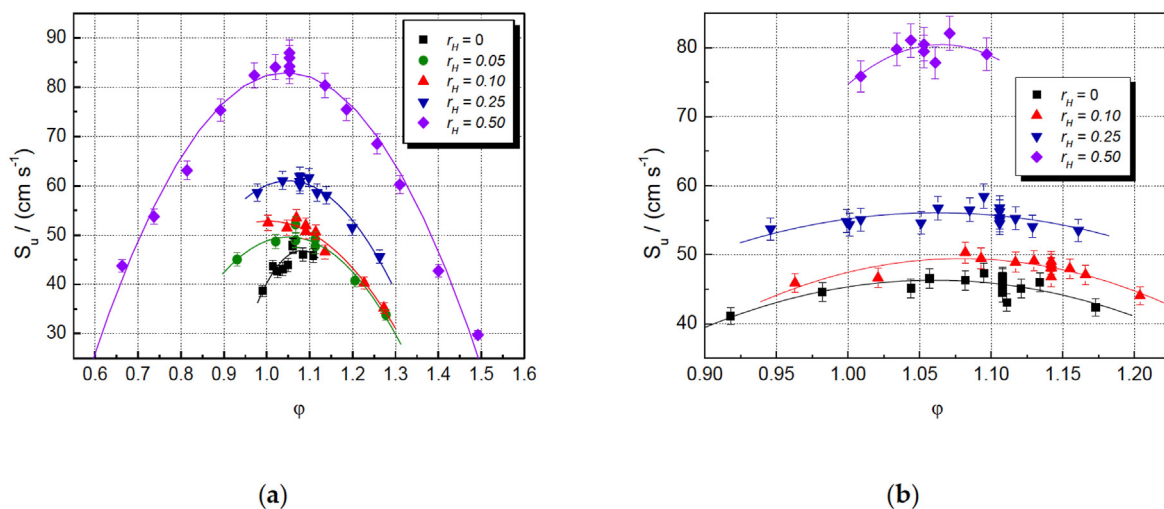 90
80
70
60
50
40
30
S_u / (cm s⁻¹)
0.6 0.7 0.8 0.9 1.0 1.1 1.2 1.3 1.4 1.5 1.6
φ
r_H = 0
r_H = 0.05
r_H = 0.10
r_H = 0.25
r_H = 0.50
(a)
80
70
60
50
40
S_u / (cm s⁻¹)
0.90 0.95 1.00 1.05 1.10 1.15 1.20
φ
r_H = 0
r_H = 0.10
r_H = 0.25
r_H = 0.50
(b)